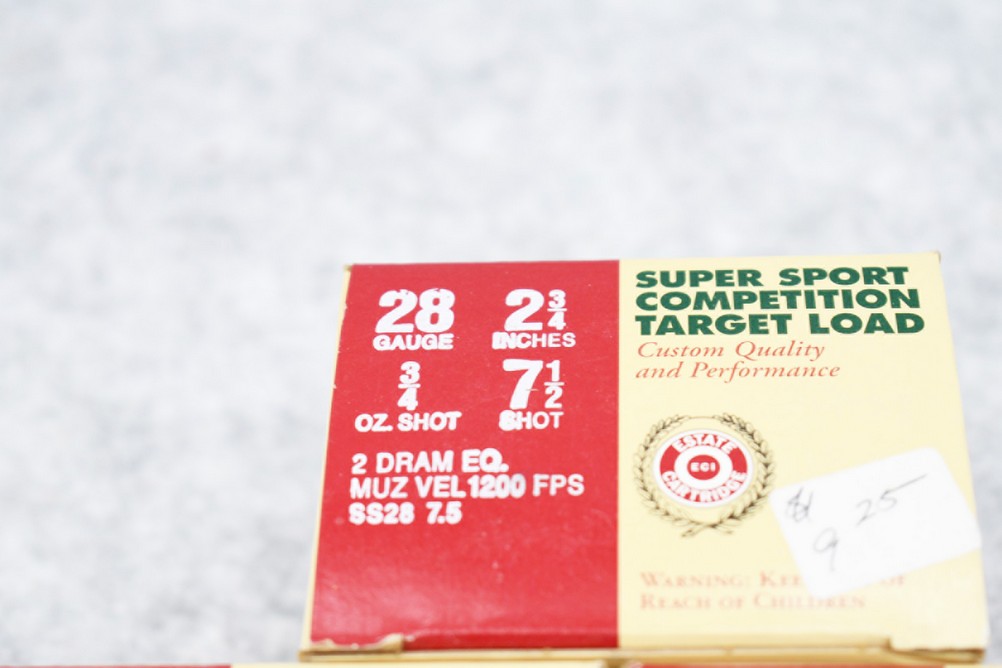 28
GAUGE
2 3/4
INCHES
3/4
OZ. SHOT
7 1/2
SHOT
2 DRAM EQ.
MUZ VEL 1200 FPS
SS28 7.5
SUPER SPORT
COMPETITION
TARGET LOAD
Custom Quality
and Performance
ESTATE
ECI
CARTRIDGE
9 25
WARNING: OF
REACH OF CHILDREN